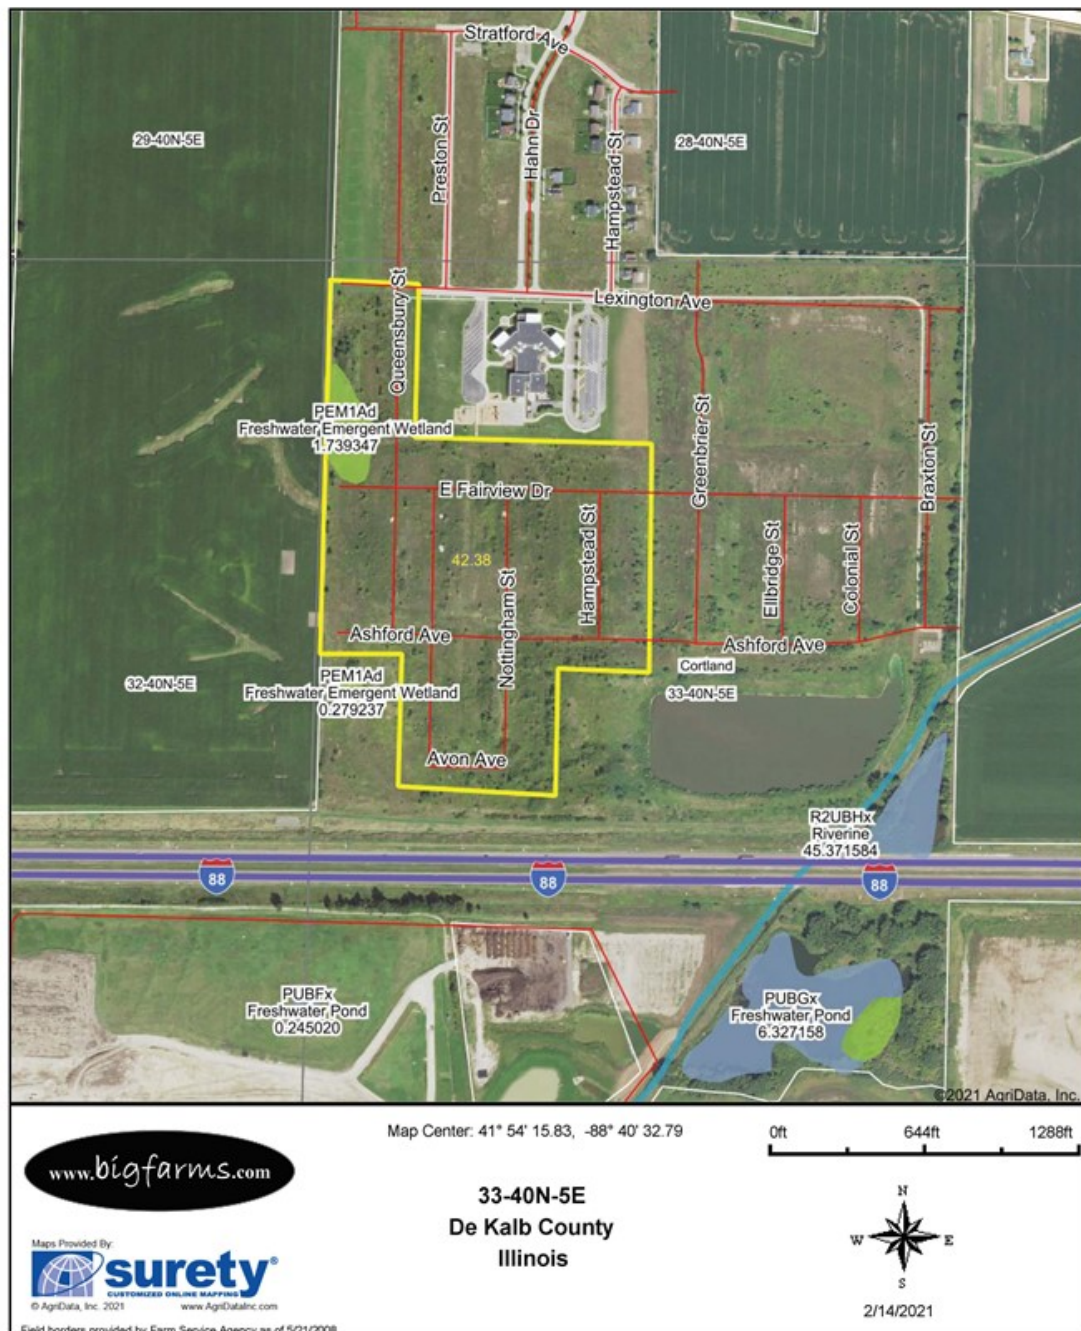 Stratford Ave
29-40N-5E
Preston St
Hahn Dr
Hampstead St
28-40N-5E
Queensbury St
Lexington Ave
PEM1Ad
Freshwater Emergent Wetland
1.739347
Greenbrier St
Braxton St
E Fairview Dr
42.38
Nottingham St
Hampstead St
Ellbridge St
Colonial St
Ashford Ave
Ashford Ave
Cortland
33-40N-5E
32-40N-5E
PEM1Ad
Freshwater Emergent Wetland
0.279237
Avon Ave
R2UBHx
Riverine
45.371584
88
88
88
PUBFx
Freshwater Pond
0.245020
PUBGx
Freshwater Pond
6.327158
©2021 AgriData, Inc.
Map Center: 41° 54' 15.83, -88° 40' 32.79
0ft 644ft 1288ft
www.bigfarms.com
33-40N-5E
De Kalb County
Illinois
N
W E
S
Maps Provided By:
surety®
CUSTOMIZED ONLINE MAPPING
© AgriData, Inc. 2021 www.AgriDataInc.com
2/14/2021
Field borders provided by Farm Service Agency as of 5/21/2008.